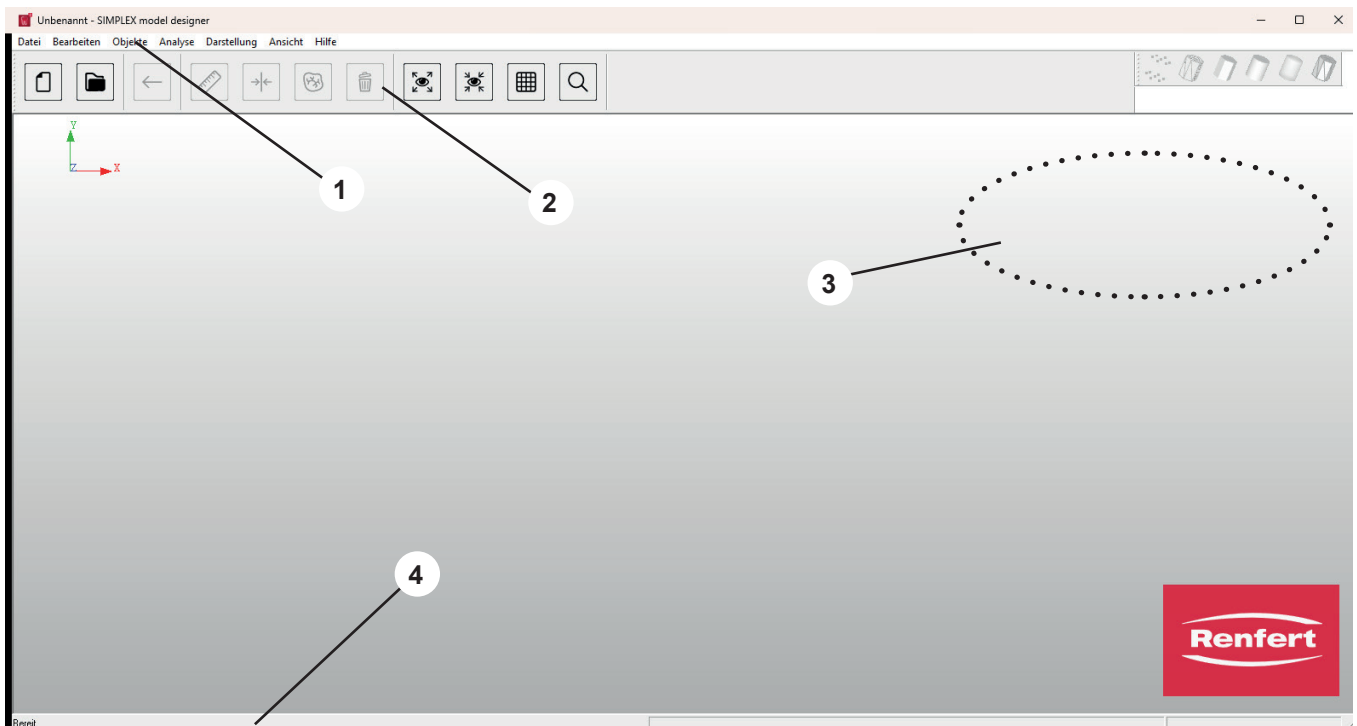 Unbenannt - SIMPLEX model designer
Datei Bearbeiten Objekte Analyse Darstellung Ansicht Hilfe
Y
Z X
1
2
3
4
Renfert
Bereit